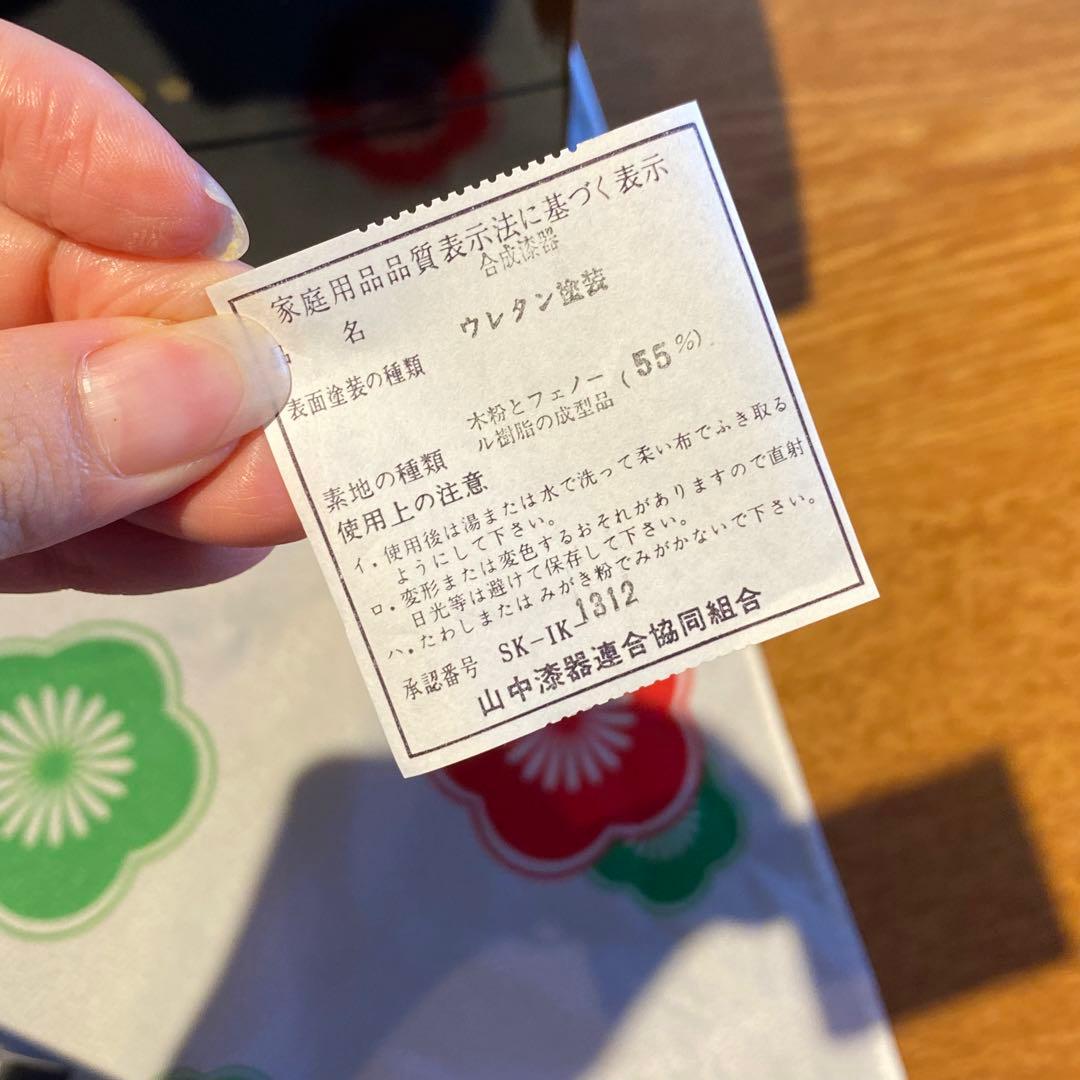 家庭用品品質表示法に基づく表示
品名 合成漆器
表面塗装の種類 ウレタン塗装
素地の種類 木粉とフェノー
ル樹脂の成型品 (55%)
使用上の注意
イ.使用後は湯または水で洗って柔い布でふき取る
ようにして下さい。
ロ.変形または変色するおそれがありますので直射
日光等は避けて保存して下さい。
ハ.たわしまたはみがき粉でみがかないで下さい。
承認番号 SK-IK 1312
山中漆器連合協同組合